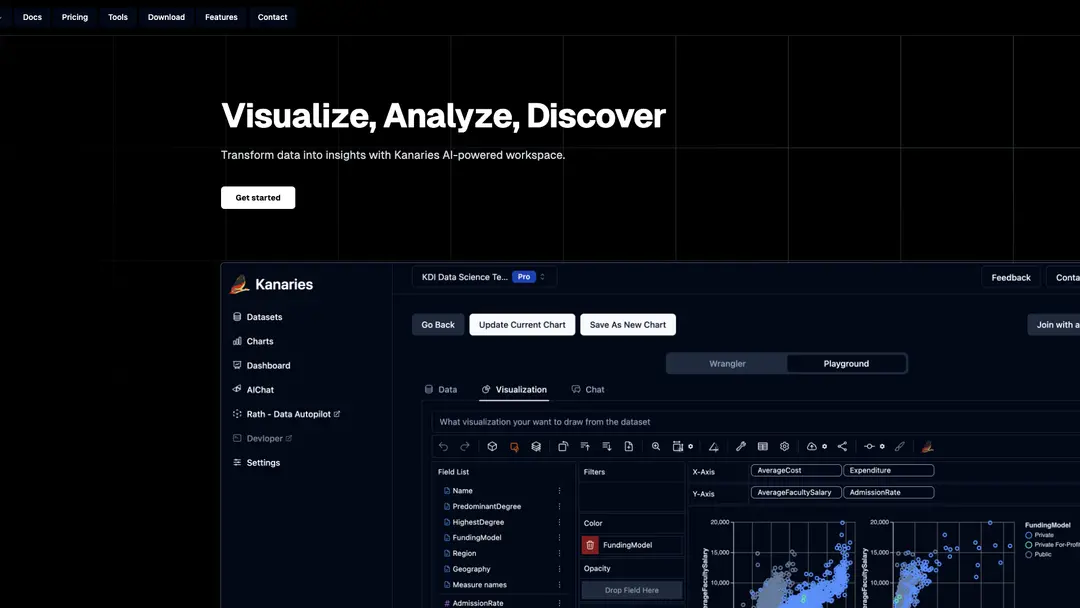 Docs Pricing Tools Download Features Contact
Visualize, Analyze, Discover
Transform data into insights with Kanaries AI-powered workspace.
Get started
Kanaries
KDI Data Science Te... Pro
Feedback
Datasets
Charts
Dashboard
AIChat
Rath - Data Autopilot
Devloper
Settings
Go Back Update Current Chart Save As New Chart
Join with a
Wrangler Playground
Data Visualization Chat
What visualization your want to draw from the dataset
Field List
Name
PredominantDegree
HighestDegree
FundingModel
Region
Geography
Measure names
AdmissionRate
Filters
Color
FundingModel
Opacity
Drop Field Here
X-Axis AverageCost Expenditure
Y-Axis AverageFacultySalary AdmissionRate
20,000
15,000
10,000
20,000
15,000
10,000
FundingModel
Private
Private For-Profit
Public